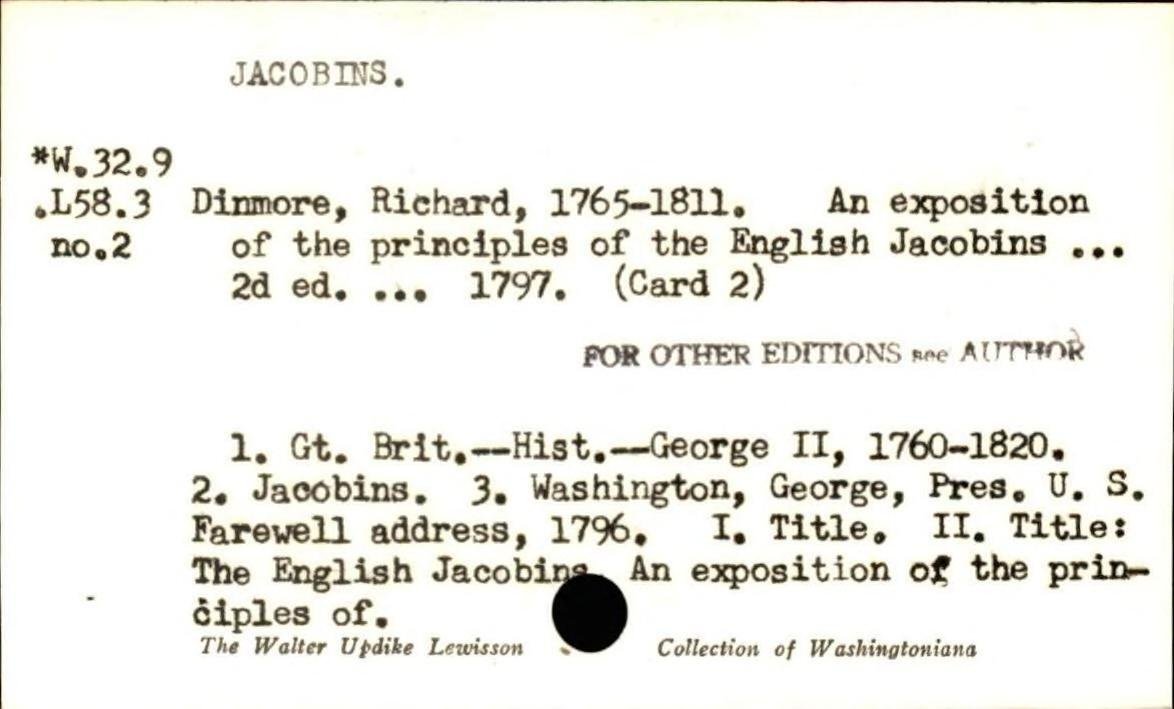 JACOBINS.
*W.32.9
.L58.3 Dinmore, Richard, 1765-1811. An exposition
no.2 of the principles of the English Jacobins ...
2d ed. ... 1797. (Card 2)
FOR OTHER EDITIONS see AUTHOR
1. Gt. Brit.--Hist.--George II, 1760-1820.
2. Jacobins. 3. Washington, George, Pres. U. S.
Farewell address, 1796. I. Title. II. Title:
The English Jacobins. An exposition of the prin-
ciples of.
The Walter Updike Lewisson Collection of Washingtoniana